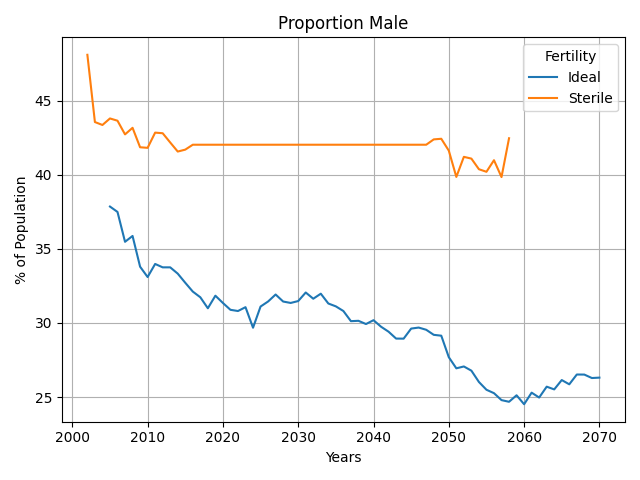 Proportion Male
Fertility
Ideal
Sterile
% of Population
45
40
35
30
25
2000 2010 2020 2030 2040 2050 2060 2070
Years